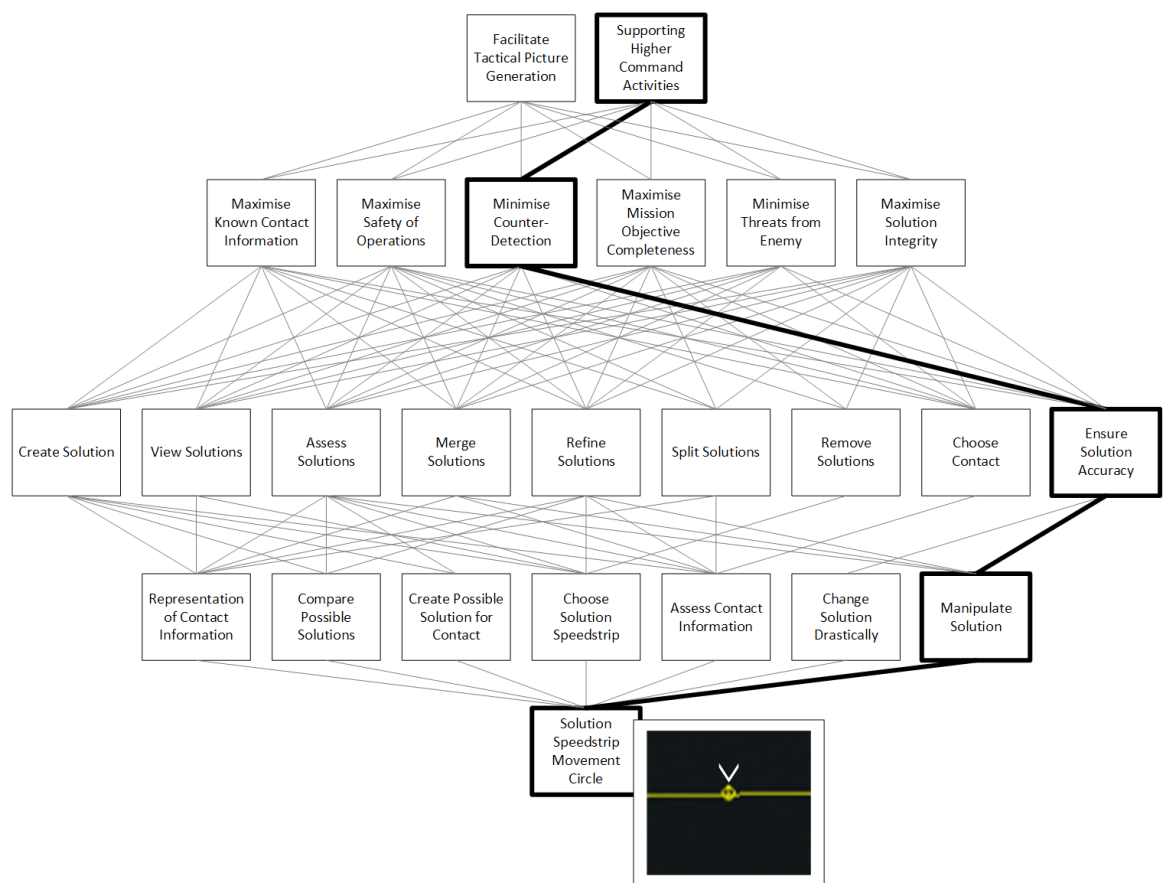 Facilitate
Tactical Picture
Generation
Supporting
Higher
Command
Activities
Maximise
Known Contact
Information
Maximise
Safety of
Operations
Minimise
Counter-
Detection
Maximise
Mission
Objective
Completeness
Minimise
Threats from
Enemy
Maximise
Solution
Integrity
Create Solution
View Solutions
Assess
Solutions
Merge
Solutions
Refine
Solutions
Split Solutions
Remove
Solutions
Choose
Contact
Ensure
Solution
Accuracy
Representation
of Contact
Information
Compare
Possible
Solutions
Create Possible
Solution for
Contact
Choose
Solution
Speedstrip
Assess Contact
Information
Change
Solution
Drastically
Manipulate
Solution
Solution
Speedstrip
Movement
Circle